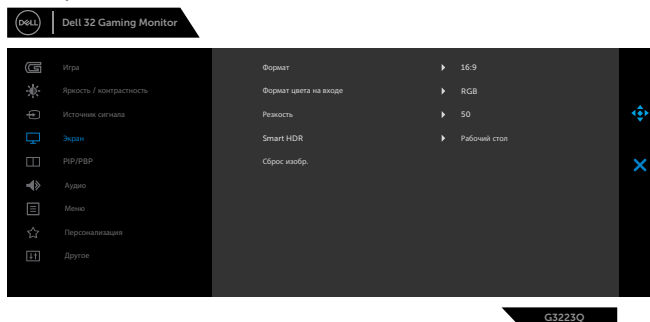 DELL
Dell 32 Gaming Monitor
Игра
Формат
16:9
Яркость / контрастность
Формат цвета на входе
RGB
Источник сигнала
Резкость
50
Экран
Smart HDR
Рабочий стол
PIP/PBP
Сброс изобр.
Аудио
Меню
Персонализация
Другое
G3223Q